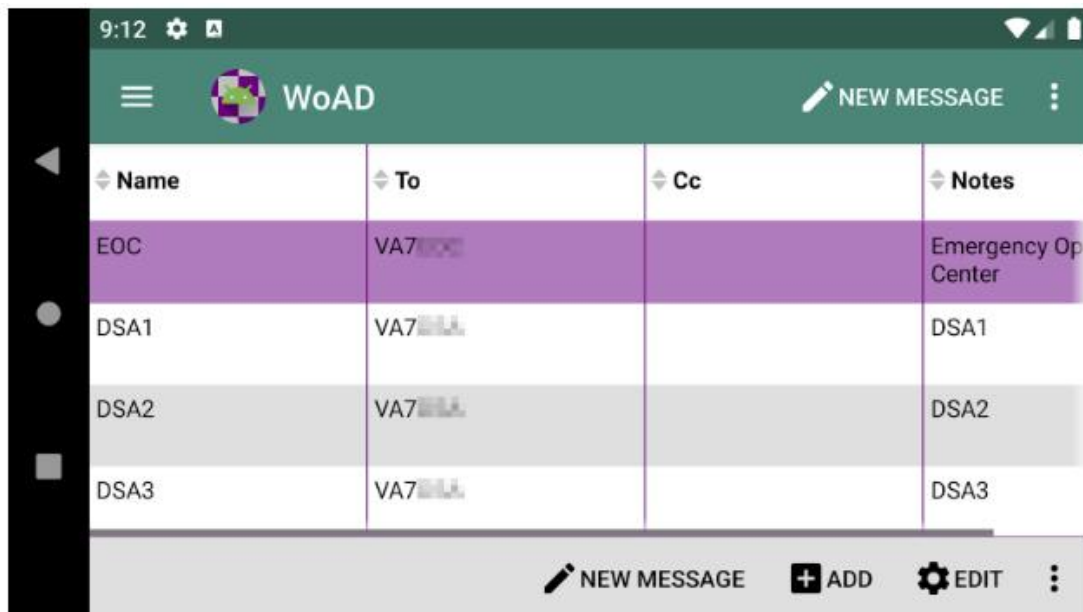 9:12
WoAD
NEW MESSAGE
Name To Cc Notes
EOC VA7 Emergency Op
Center
DSA1 VA7 DSA1
DSA2 VA7 DSA2
DSA3 VA7 DSA3
NEW MESSAGE ADD EDIT